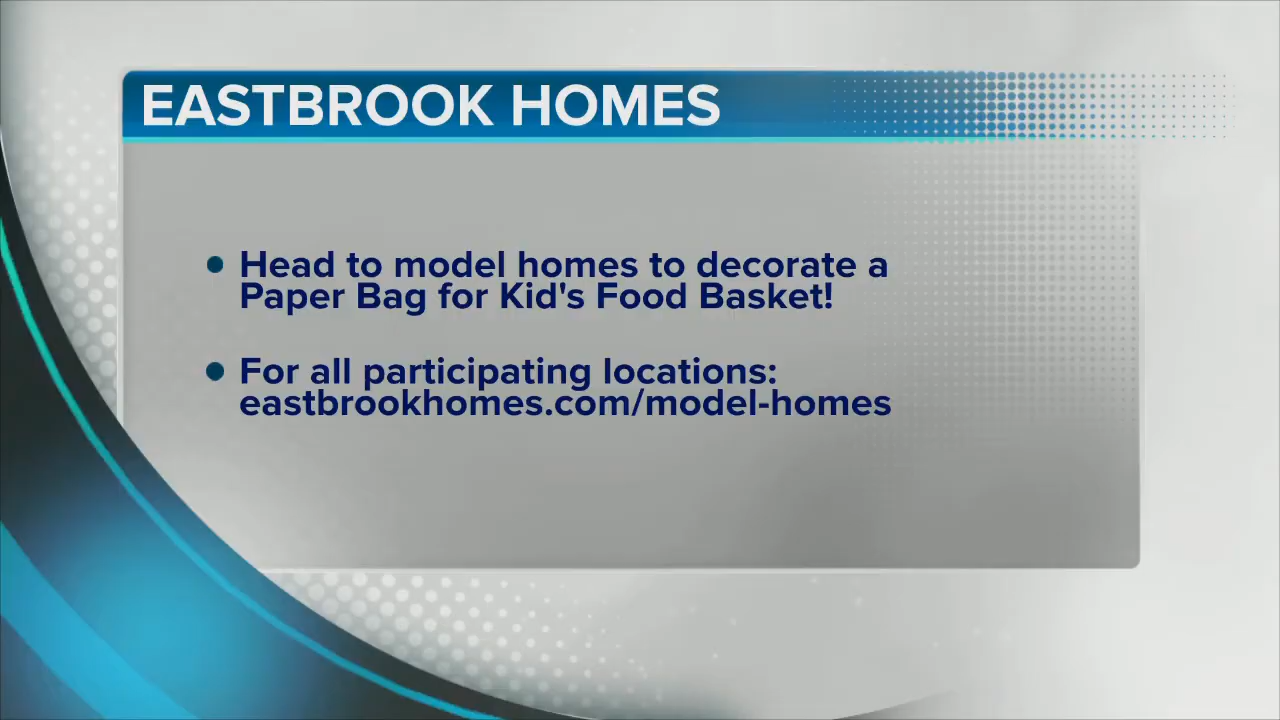 EASTBROOK HOMES
• Head to model homes to decorate a
Paper Bag for Kid's Food Basket!
• For all participating locations:
eastbrookhomes.com/model-homes